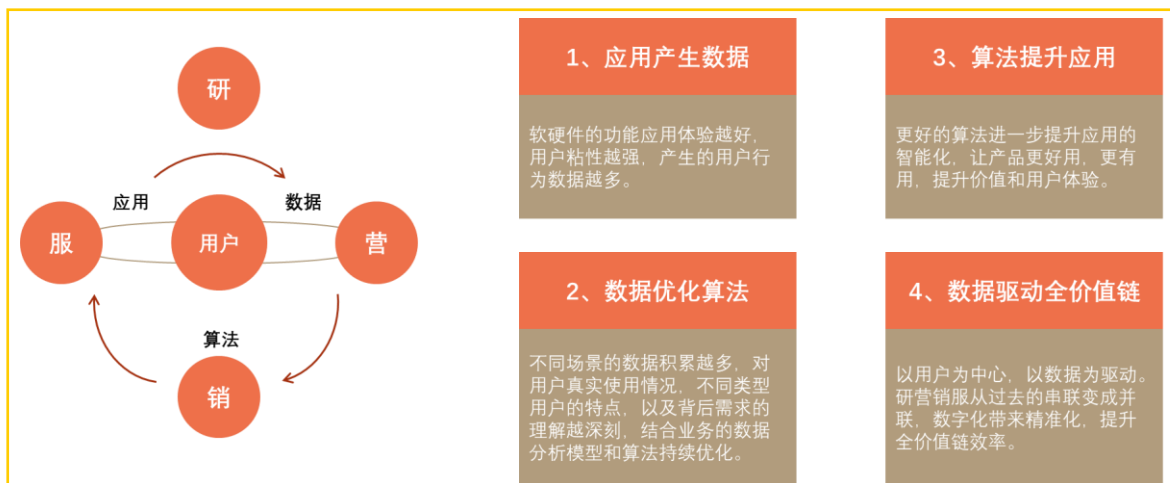 研
应用
数据
服
用户
营
算法
销
1、应用产生数据
软硬件的功能应用体验越好，
用户粘性越强，产生的用户行
为数据越多。
2、数据优化算法
不同场景的数据积累越多，对
用户真实使用情况，不同类型
用户的特点，以及背后需求的
理解越深刻，结合业务的数据
分析模型和算法持续优化。
3、算法提升应用
更好的算法进一步提升应用的
智能化，让产品更好用，更有
用，提升价值和用户体验。
4、数据驱动全价值链
以用户为中心，以数据为驱动。
研营销服从过去的串联变成并
联，数字化带来精准化，提升
全价值链效率。